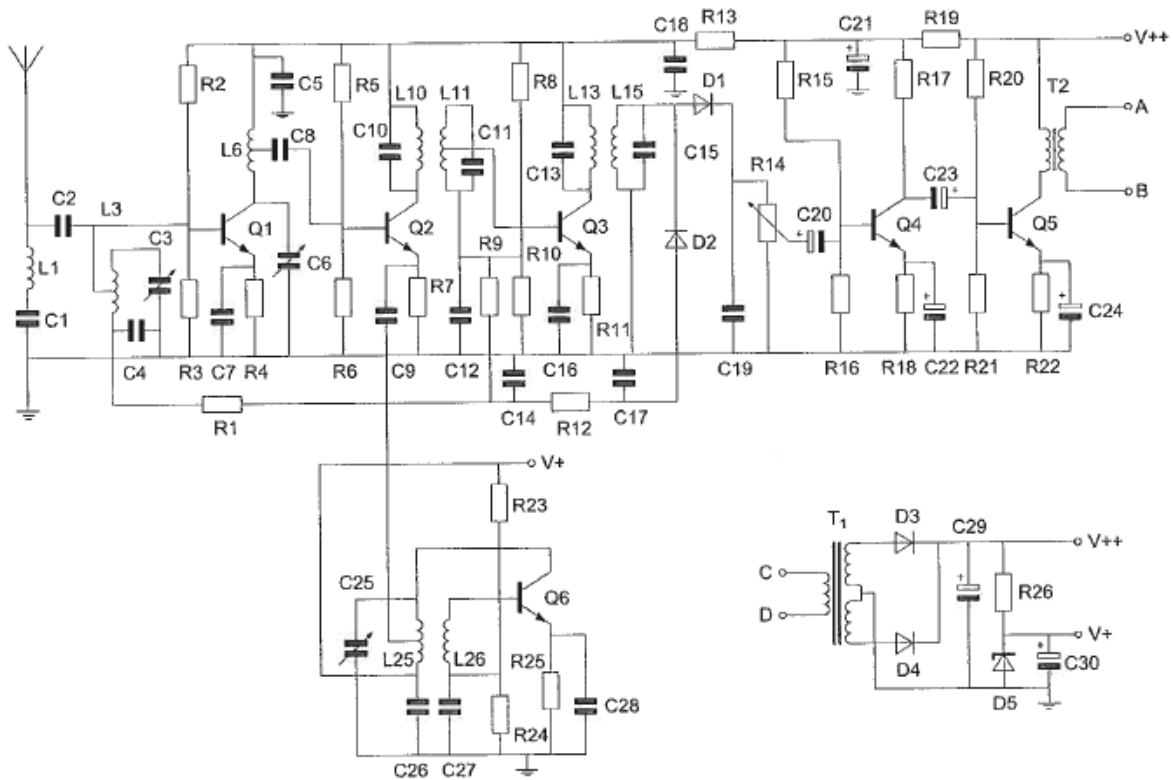 C18
R13
C21
R19
V++
R2
C5
R5
L10
L11
R8
L13
L15
D1
R15
R17
R20
T2
C8
C10
C11
A
L6
C13
C15
R14
C23
+
C2
L3
B
Q1
Q2
Q3
C20
Q4
Q5
C3
C6
R9
D2
+
L1
R7
R10
+
+
C24
C1
R11
C4
R3
C7
R4
R6
C9
C12
C16
C19
R16
R18
C22
R21
R22
R1
C14
R12
C17
V+
R23
T1
D3
C29
V++
C25
Q6
C
+
R26
D
V+
L25
L26
R25
D4
+
C30
R24
C28
D5
C26
C27
+